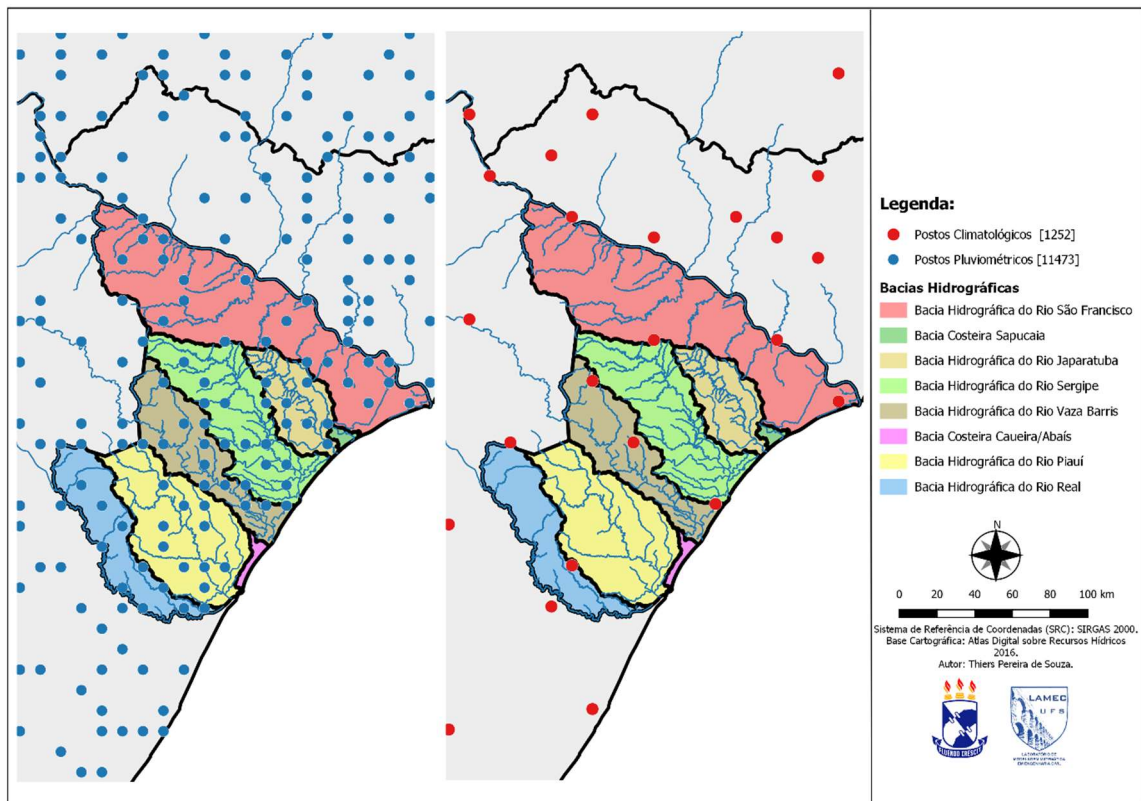 Legenda:
Postos Climatológicos [1252]
Postos Pluviométricos [11473]
Bacias Hidrográficas
Bacia Hidrográfica do Rio São Francisco
Bacia Costeira Sapucaia
Bacia Hidrográfica do Rio Japaratuba
Bacia Hidrográfica do Rio Sergipe
Bacia Hidrográfica do Rio Vaza Barris
Bacia Costeira Caueira/Abaís
Bacia Hidrográfica do Rio Piauí
Bacia Hidrográfica do Rio Real
N
0 20 40 60 80 100 km
Sistema de Referência de Coordenadas (SRC): SIRGAS 2000.
Base Cartográfica: Atlas Digital sobre Recursos Hídricos
2016.
Autor: Thiers Pereira de Souza.
LAMEC
UFS
LABORATÓRIO DE